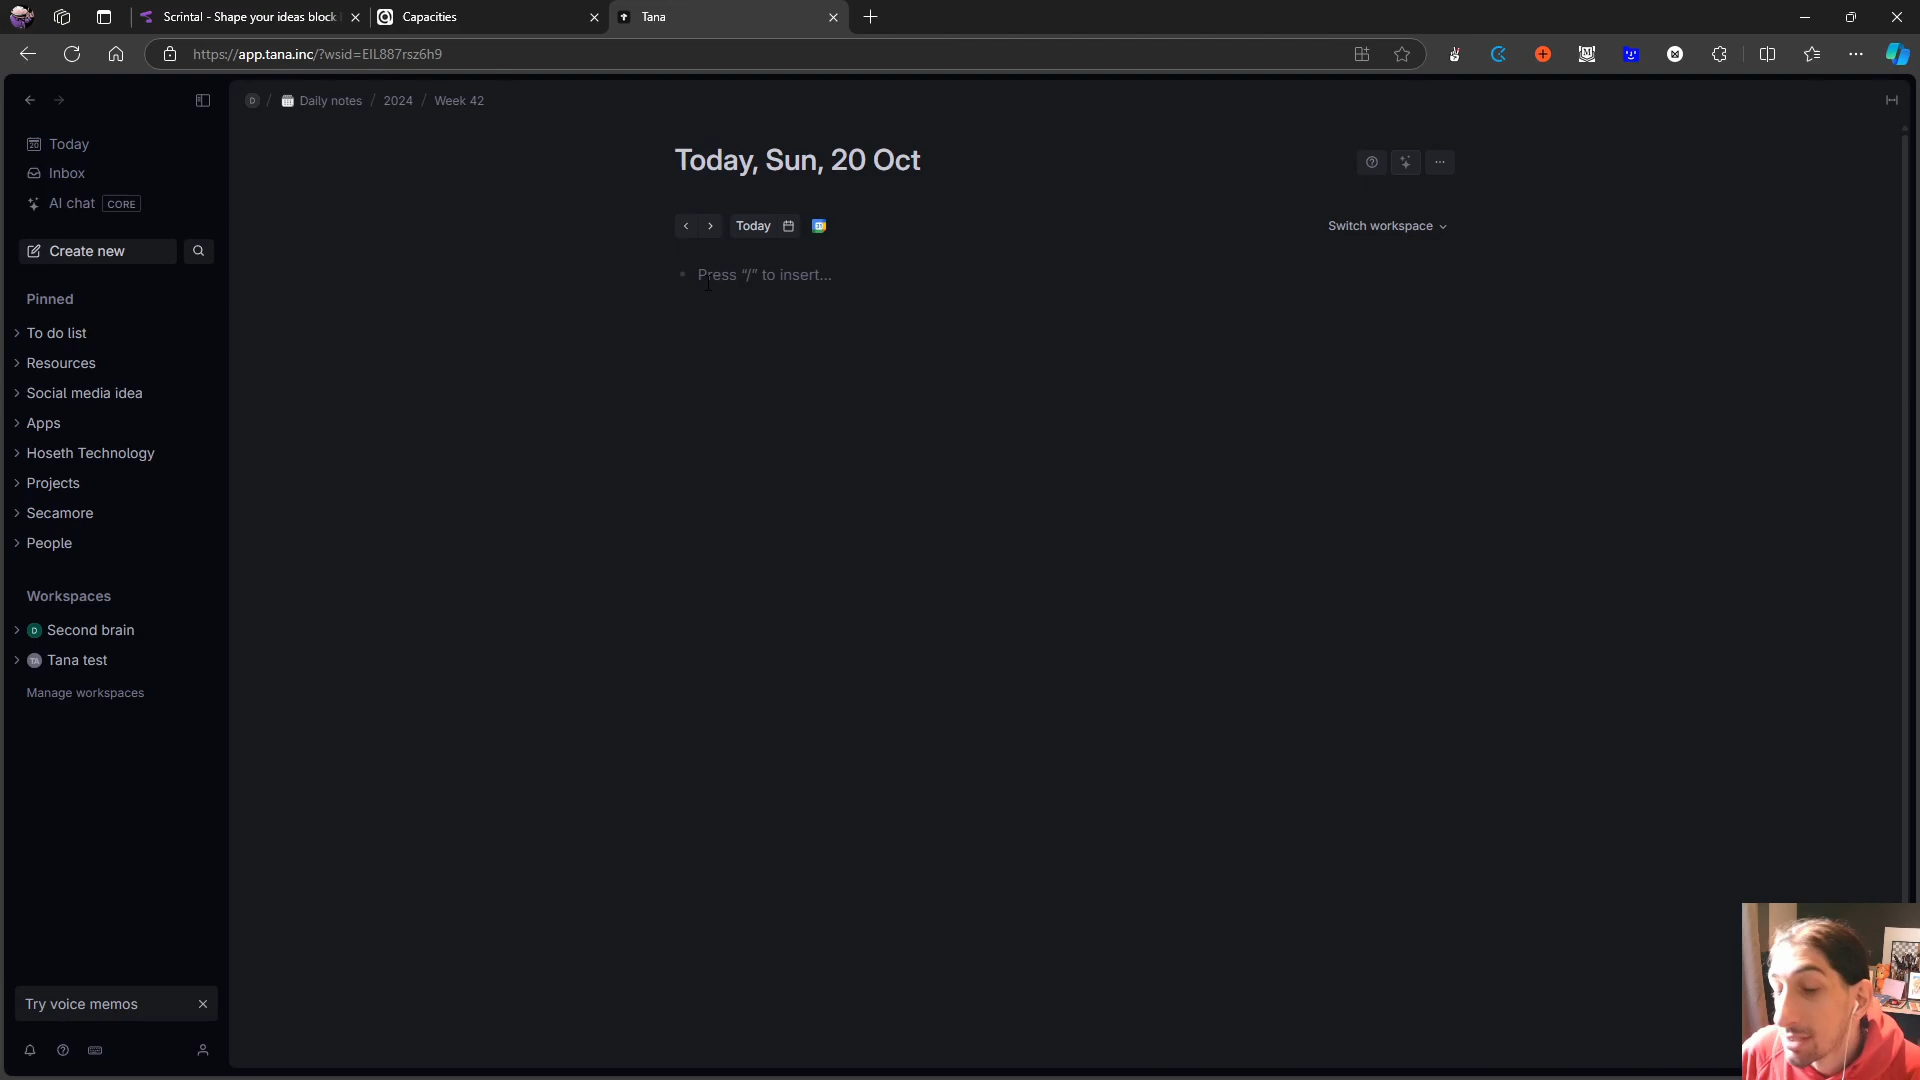 Scrintal - Shape your ideas block
Capacities
Tana
https://app.tana.inc/?wsid=EIL887rsz6h9
D / Daily notes / 2024 / Week 42
Today
Inbox
AI chat CORE
Create new
Pinned
To do list
Resources
Social media idea
Apps
Hoseth Technology
Projects
Secamore
People
Workspaces
D Second brain
TA Tana test
Manage workspaces
Try voice memos
Today, Sun, 20 Oct
Today
Switch workspace
Press “/” to insert...